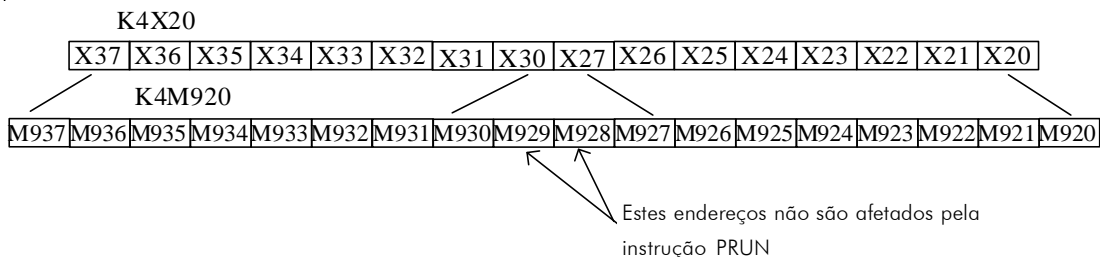 K4X20
X37 X36 X35 X34 X33 X32 X31 X30 X27 X26 X25 X24 X23 X22 X21 X20
K4M920
M937 M936 M935 M934 M933 M932 M931 M930 M929 M928 M927 M926 M925 M924 M923 M922 M921 M920
Estes endereços não são afetados pela
instrução PRUN